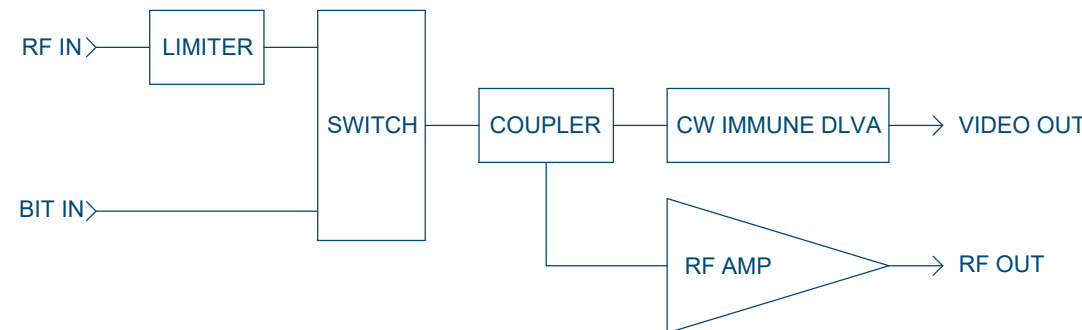 RF IN
LIMITER
SWITCH
COUPLER
CW IMMUNE DLVA
VIDEO OUT
BIT IN
RF AMP
RF OUT